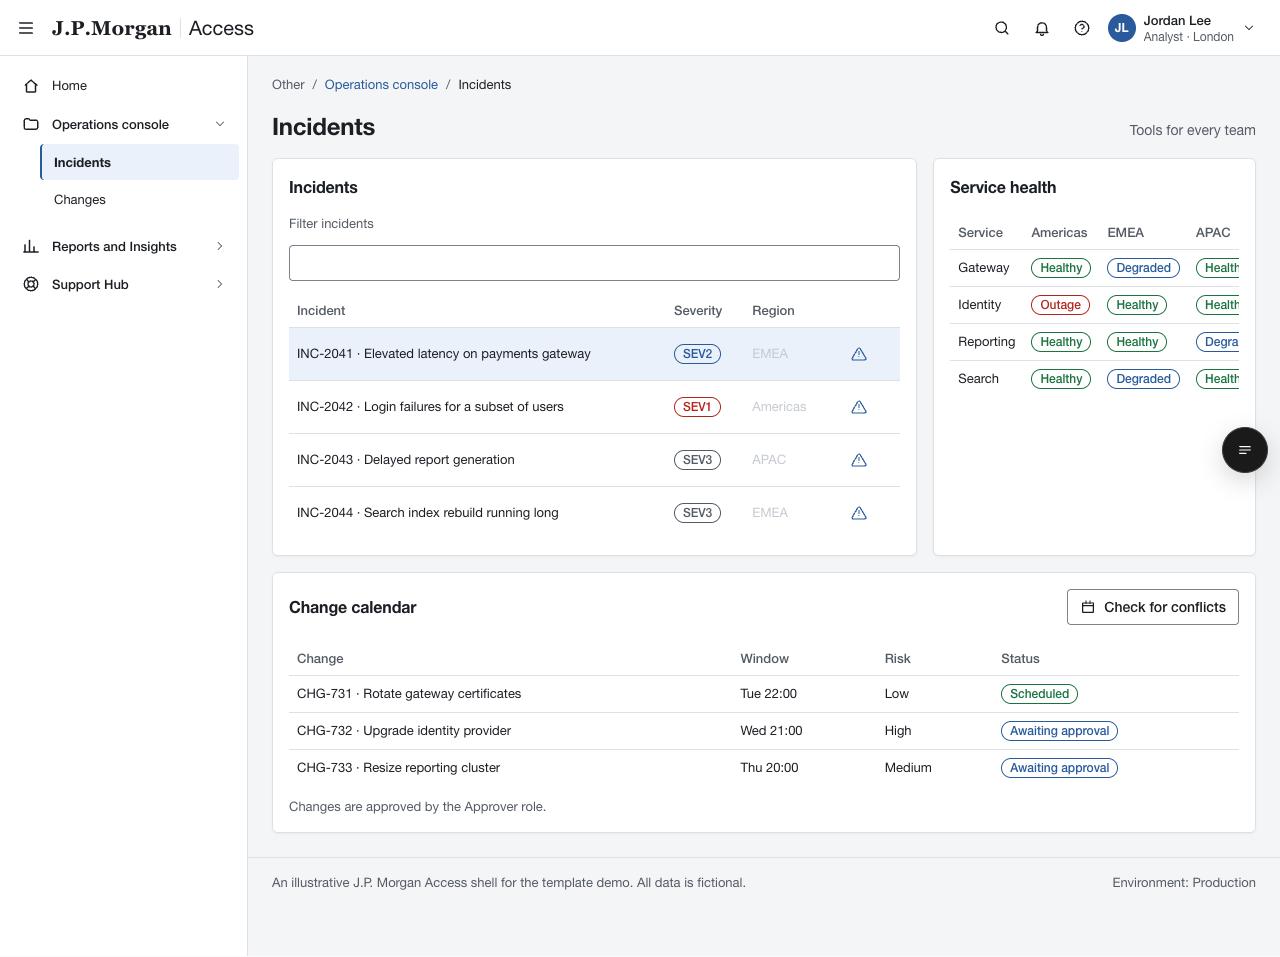 J.P.Morgan Access
JL
Jordan Lee
Analyst · London
Home
Operations console
Incidents
Changes
Reports and Insights
Support Hub
Other / Operations console / Incidents
Incidents
Tools for every team
Incidents
Filter incidents
Incident Severity Region
INC-2041 · Elevated latency on payments gateway SEV2 EMEA
INC-2042 · Login failures for a subset of users SEV1 Americas
INC-2043 · Delayed report generation SEV3 APAC
INC-2044 · Search index rebuild running long SEV3 EMEA
Service health
Service Americas EMEA APAC
Gateway Healthy Degraded Health
Identity Outage Healthy Health
Reporting Healthy Healthy Degra
Search Healthy Degraded Health
Change calendar
Check for conflicts
Change Window Risk Status
CHG-731 · Rotate gateway certificates Tue 22:00 Low Scheduled
CHG-732 · Upgrade identity provider Wed 21:00 High Awaiting approval
CHG-733 · Resize reporting cluster Thu 20:00 Medium Awaiting approval
Changes are approved by the Approver role.
An illustrative J.P. Morgan Access shell for the template demo. All data is fictional.
Environment: Production